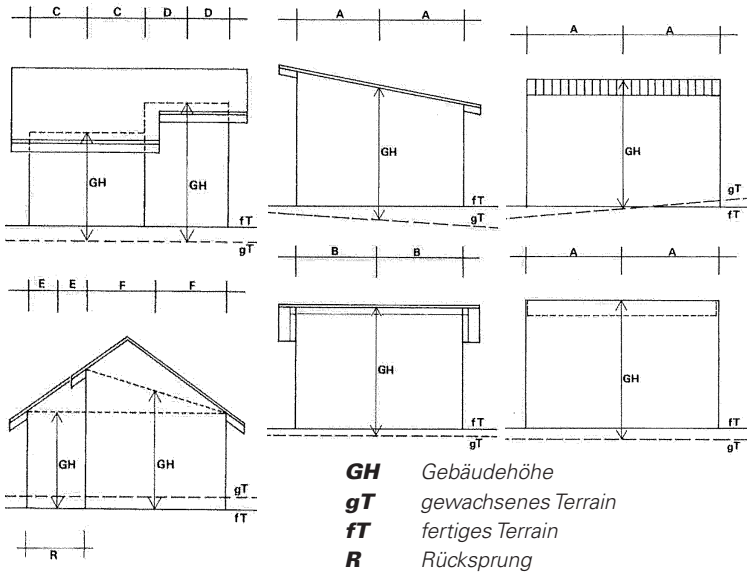 C C D D
A A
A A
GH GH
fT
gT
GH
fT
gT
GH
gT
fT
E E F F
B B
A A
GH GH
gT
fT
R
GH
fT
gT
GH
fT
gT
GH Gebäudehöhe
gT gewachsenes Terrain
fT fertiges Terrain
R Rücksprung